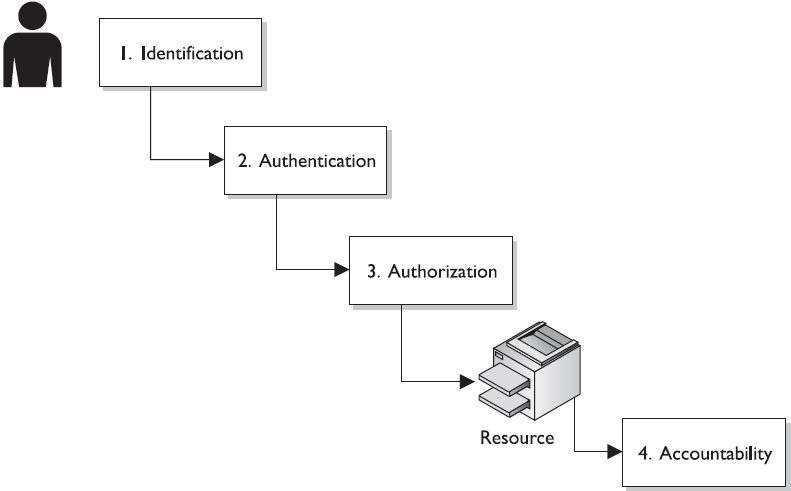 1. Identification
2. Authentication
3. Authorization
Resource
4. Accountability